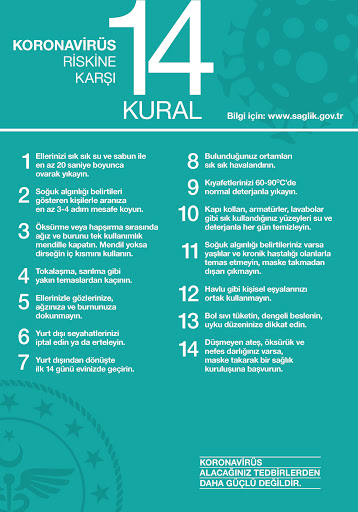 KORONAVİRÜS
RİSKİNE
KARŞI
14
KURAL
Bilgi için: www.saglik.gov.tr
1 Ellerinizi sık sık su ve sabun ile
en az 20 saniye boyunca
ovarak yıkayın.
2 Soğuk algınlığı belirtileri
gösteren kişilerle aranıza
en az 3-4 adım mesafe koyun.
3 Öksürme veya hapşırma sırasında
ağız ve burunu tek kullanımlık
mendille kapatın. Mendil yoksa
dirseğin iç kısmını kullanın.
4 Tokalaşma, sarılma gibi
yakın temaslardan kaçının.
5 Ellerinizle gözlerinize,
ağzınıza ve burnunuza
dokunmayın.
6 Yurt dışı seyahatlerinizi
iptal edin ya da erteleyin.
7 Yurt dışından dönüşte
ilk 14 günü evinizde geçirin.
8 Bulunduğunuz ortamları
sık sık havalandırın.
9 Kıyafetlerinizi 60-90°C'de
normal deterjanla yıkayın.
10 Kapı kolları, armatürler, lavabolar
gibi sık kullandığınız yüzeyleri su ve
deterjanla her gün temizleyin.
11 Soğuk algınlığı belirtileriniz varsa
yaşlılar ve kronik hastalığı olanlarla
temas etmeyin, maske takmadan
dışarı çıkmayın.
12 Havlu gibi kişisel eşyalarınızı
ortak kullanmayın.
13 Bol sıvı tüketin, dengeli beslenin,
uyku düzeninize dikkat edin.
14 Düşmeyen ateş, öksürük ve
nefes darlığınız varsa,
maske takarak bir sağlık
kuruluşuna başvurun.
KORONAVİRÜS
ALACAĞINIZ TEDBİRLERDEN
DAHA GÜÇLÜ DEĞİLDİR.